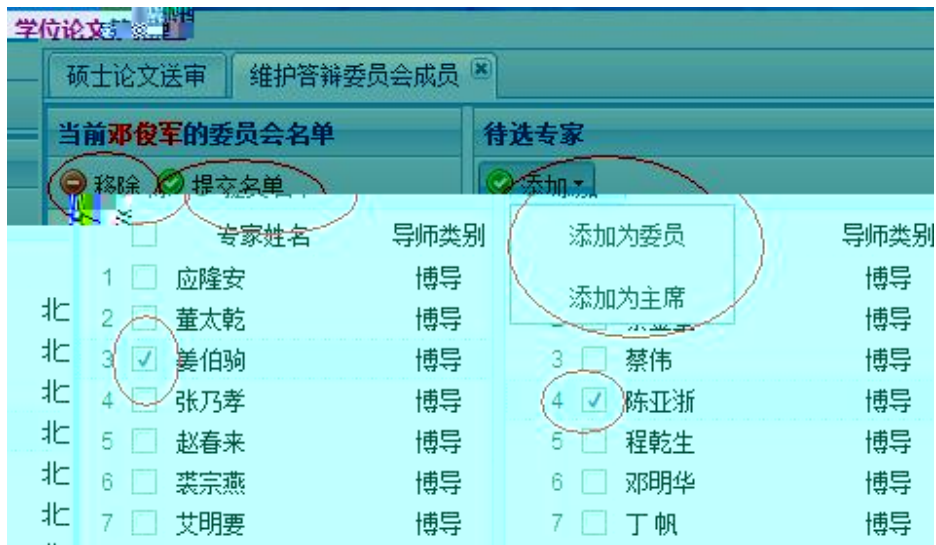 学位论文
硕士论文送审 维护答辩委员会成员
当前邓俊军的委员会名单 待选专家
移除 提交名单 添加
专家姓名 导师类别 添加为委员 导师类别
1 应隆安 博导 博导
添加为主席
北 2 董太乾 博导 博导
北 3 姜伯驹 博导 3 蔡伟 博导
北 4 张乃孝 博导 4 陈亚浙 博导
北 5 赵春来 博导 5 程乾生 博导
北 6 裘宗燕 博导 6 邓明华 博导
北 7 艾明要 博导 7 丁帆 博导